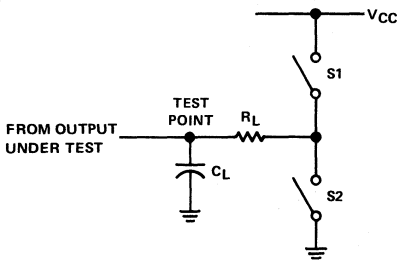 VCC
S1
TEST
POINT
RL
FROM OUTPUT
UNDER TEST
CL
S2